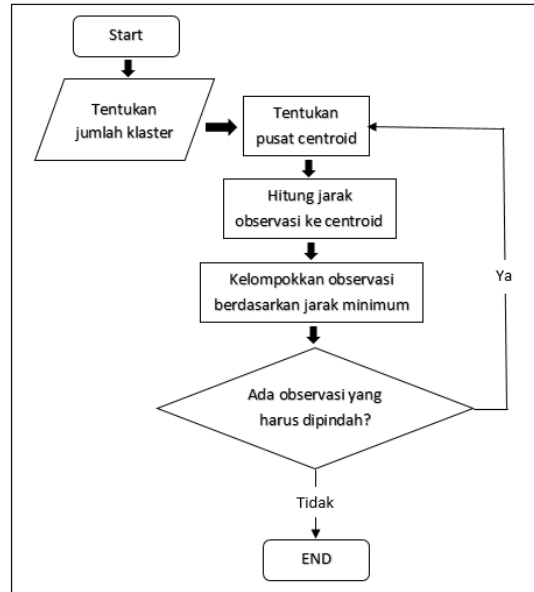 Start
Tentukan
jumlah klaster
Tentukan
pusat centroid
Hitung jarak
observasi ke centroid
Kelompokkan observasi
berdasarkan jarak minimum
Ya
Ada observasi yang
harus dipindah?
Tidak
END